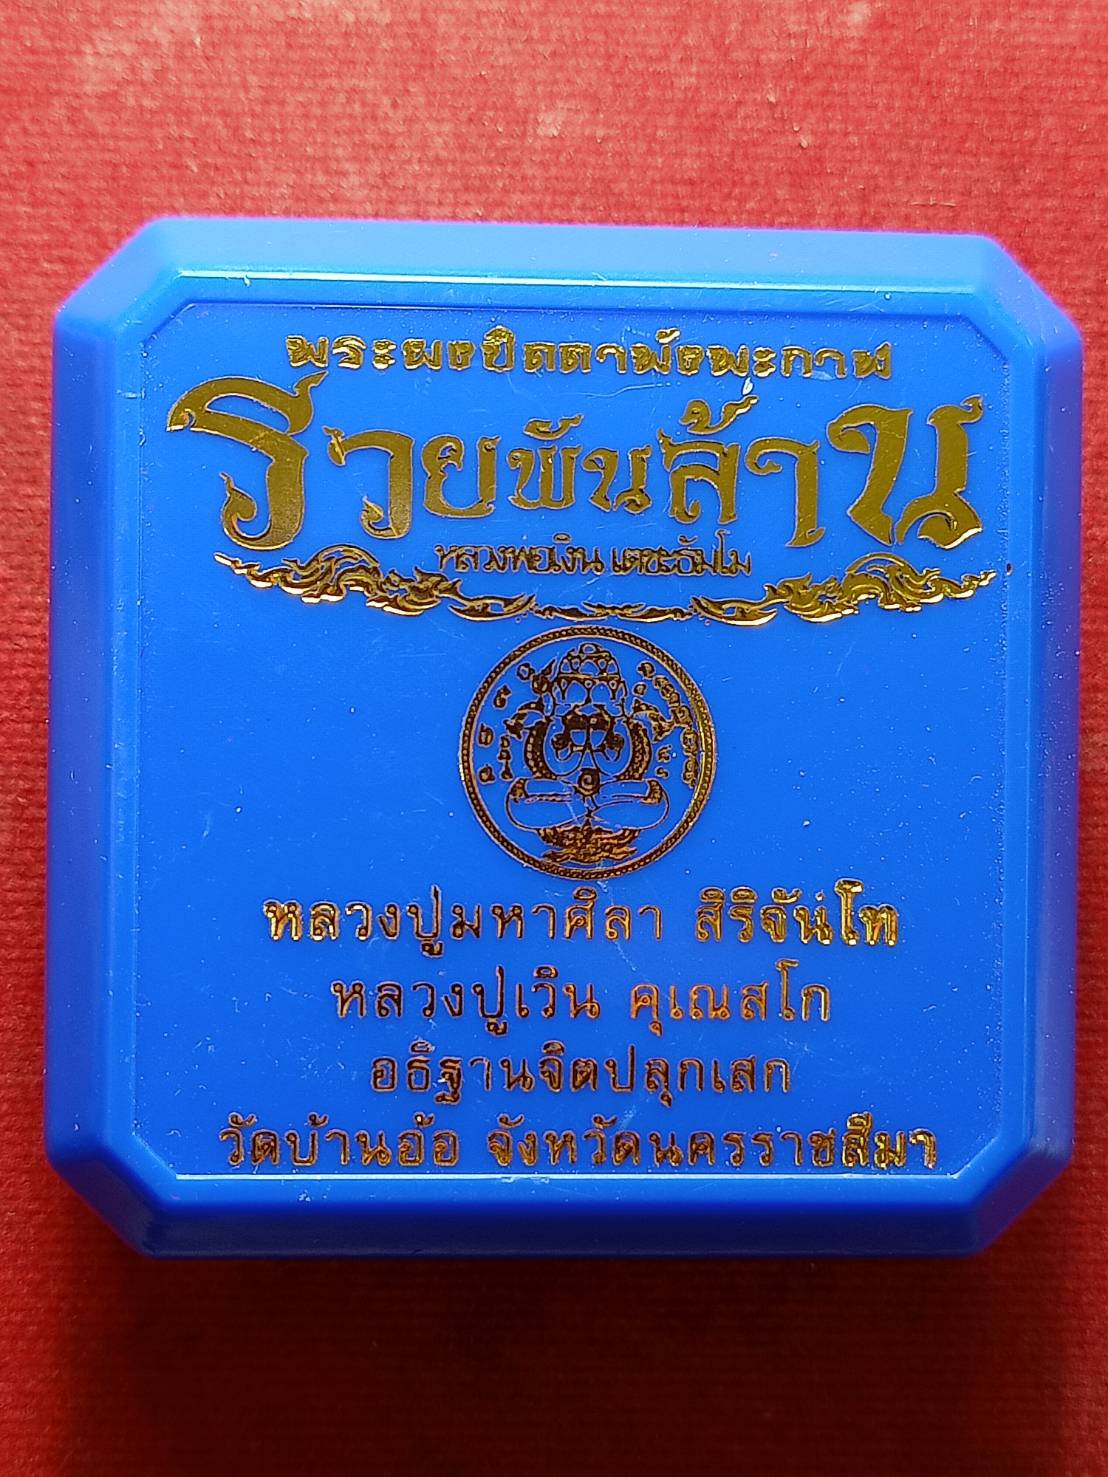 พระผงปิดตามังพะกาฬ
รวยพันล้าน
หลวงพ่อเงิน เตชะธัมโม
หลวงปู่มหาศิลา สิริจันโท
หลวงปู่เวิน คุเณสโก
อธิฐานจิตปลุกเสก
วัดบ้านอ้อ จังหวัดนครราชสีมา